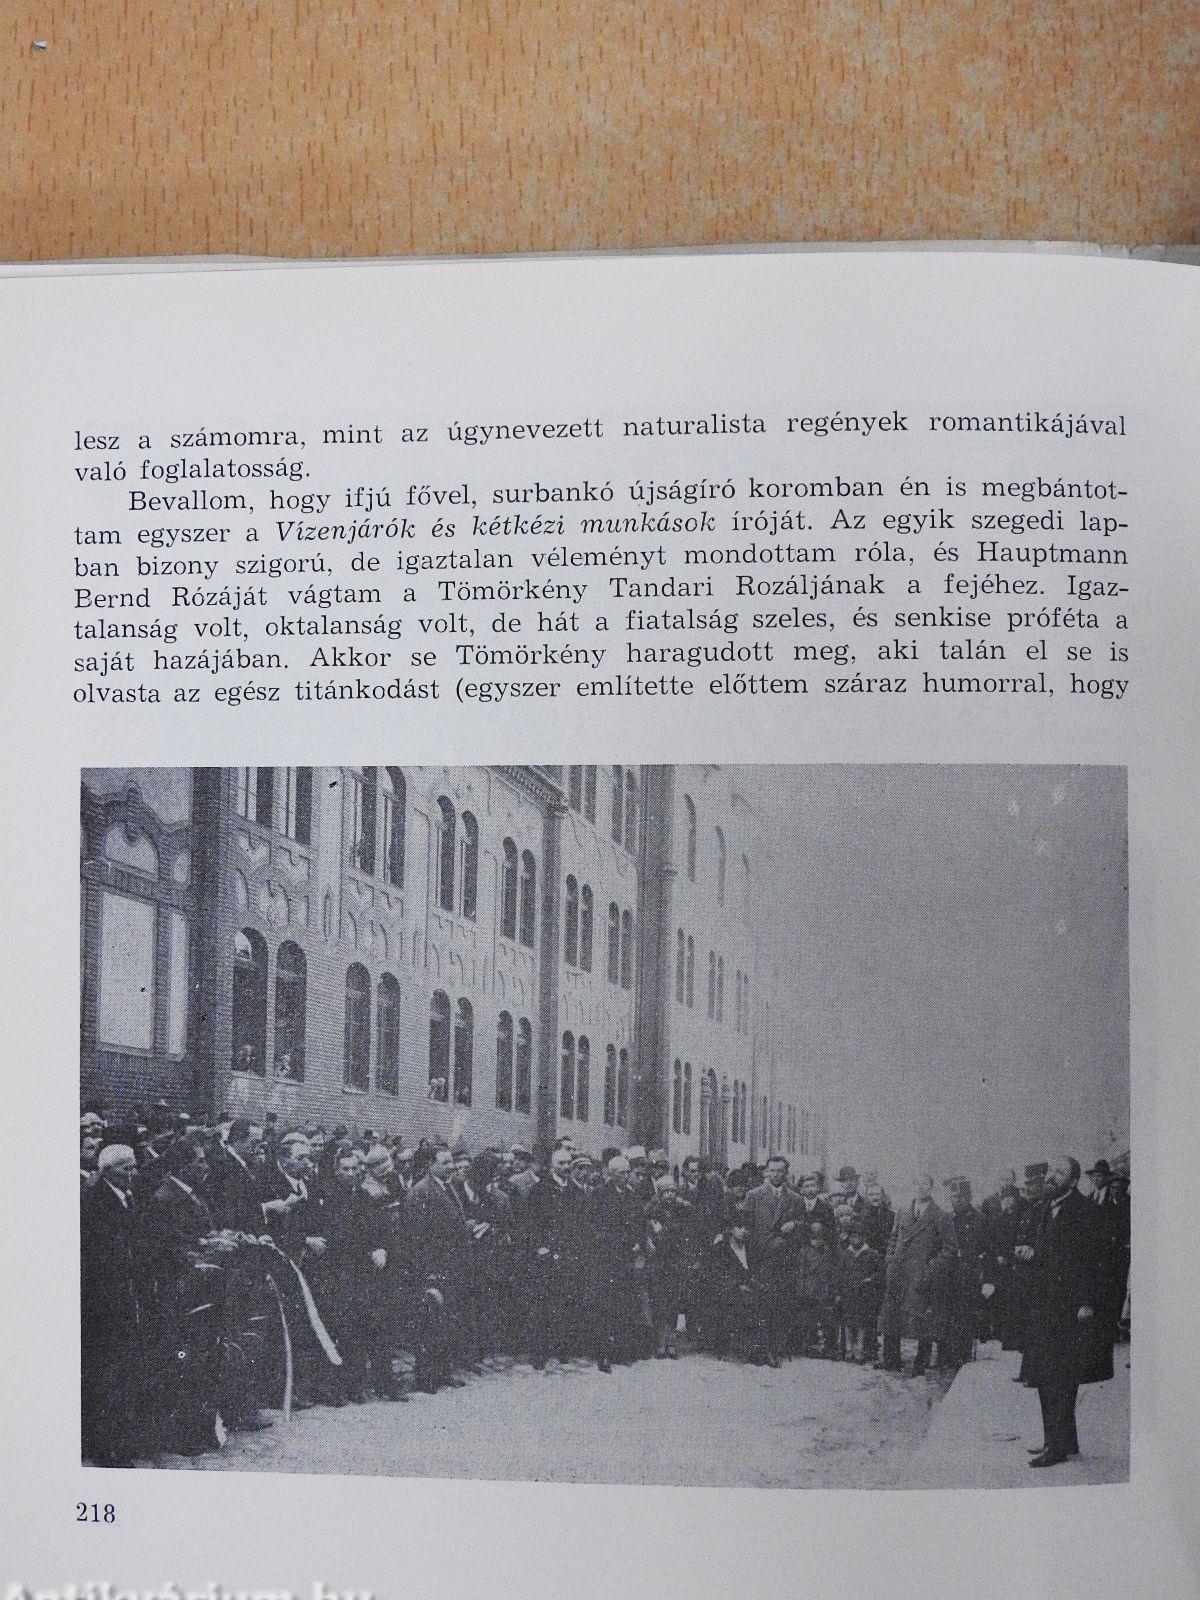 lesz a számomra, mint az úgynevezett naturalista regények romantikájával
való foglalatosság.
Bevallom, hogy ifjú fővel, surbankó újságíró koromban én is megbántot-
tam egyszer a Vízenjárók és kétkézi munkások íróját. Az egyik szegedi lap-
ban bizony szigorú, de igaztalan véleményt mondottam róla, és Hauptmann
Bernd Rózáját vágtam a Tömörkény Tandari Rozáljának a fejéhez. Igaz-
talanság volt, oktalanság volt, de hát a fiatalság szeles, és senkise próféta a
saját hazájában. Akkor se Tömörkény haragudott meg, aki talán el se is
olvasta az egész titánkodást (egyszer említette előttem száraz humorral, hogy
218
Antikvárium.hu